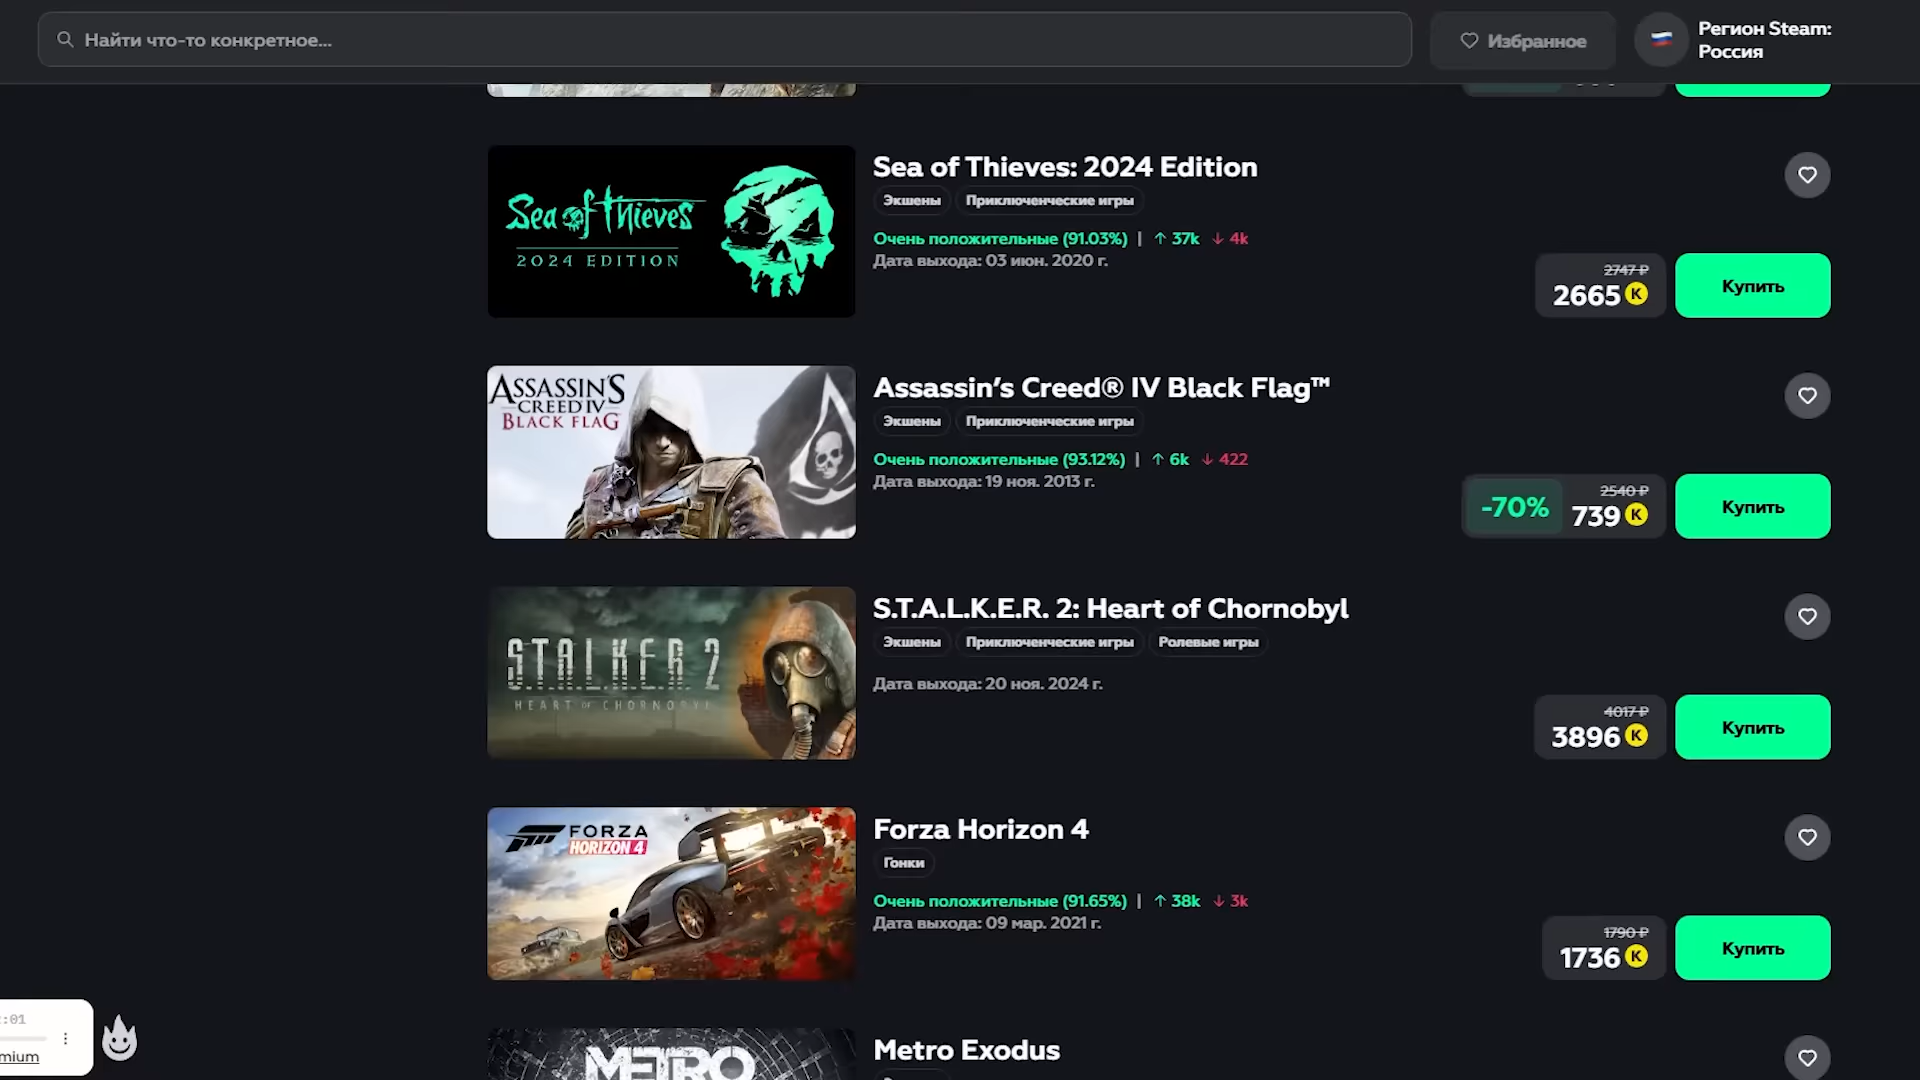 Найти что-то конкретное...
Избранное
Регион Steam:
Россия
Sea of Thieves
2024 EDITION
Sea of Thieves: 2024 Edition
Экшены
Приключенческие игры
Очень положительные (91.03%) | ↑ 37k ↓ 4k
Дата выхода: 03 июн. 2020 г.
2747 ₽
2665 K
Купить
ASSASSIN'S
CREED IV
BLACK FLAG
Assassin’s Creed® IV Black Flag™
Экшены
Приключенческие игры
Очень положительные (93.12%) | ↑ 6k ↓ 422
Дата выхода: 19 ноя. 2013 г.
-70%
2540 ₽
739 K
Купить
S.T.A.L.K.E.R. 2
HEART OF CHORNOBYL
S.T.A.L.K.E.R. 2: Heart of Chornobyl
Экшены
Приключенческие игры
Ролевые игры
Дата выхода: 20 ноя. 2024 г.
4017 ₽
3896 K
Купить
FORZA
HORIZON 4
Forza Horizon 4
Гонки
Очень положительные (91.65%) | ↑ 38k ↓ 3k
Дата выхода: 09 мар. 2021 г.
1790 ₽
1736 K
Купить
:01
mium
METRO
Metro Exodus